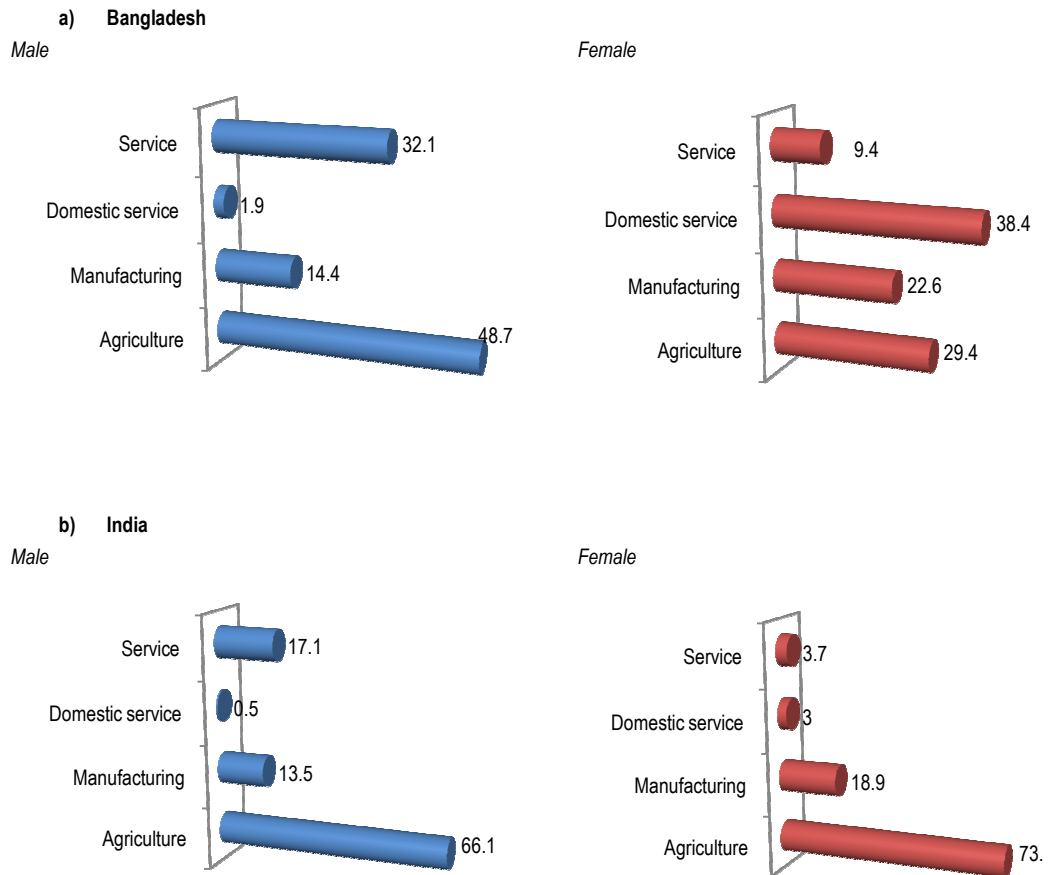 a) Bangladesh
Male
Female
Service
32.1
Domestic service
1.9
Manufacturing
14.4
Agriculture
48.7
Service
9.4
Domestic service
38.4
Manufacturing
22.6
Agriculture
29.4
b) India
Male
Female
Service
17.1
Domestic service
0.5
Manufacturing
13.5
Agriculture
66.1
Service
3.7
Domestic service
3
Manufacturing
18.9
Agriculture
73.